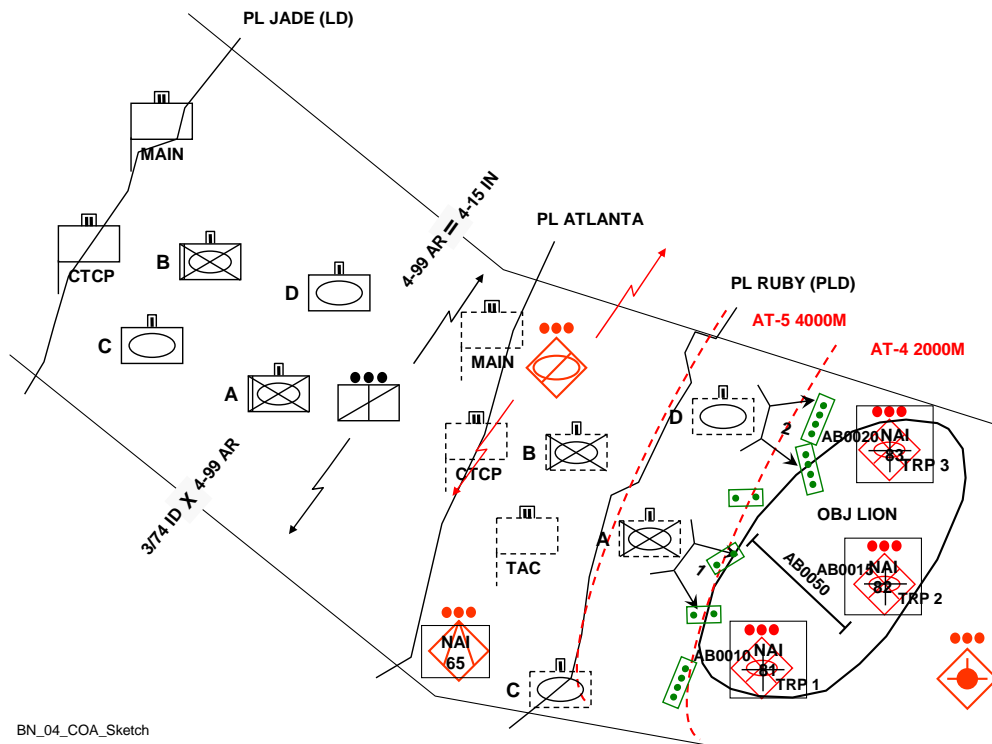 PL JADE (LD)
MAIN
CTCP
B
C
D
A
4-99 AR = 4-15 IN
3/74 ID X 4-99 AR
PL ATLANTA
MAIN
CTCP
B
TAC
NAI
65
C
PL RUBY (PLD)
AT-5 4000M
AT-4 2000M
D
2
AB0020
NAI
83
TRP 3
OBJ LION
A
1
AB0050
AB0015
NAI
82
TRP 2
AB0010
NAI
81
TRP 1
BN_04_COA_Sketch